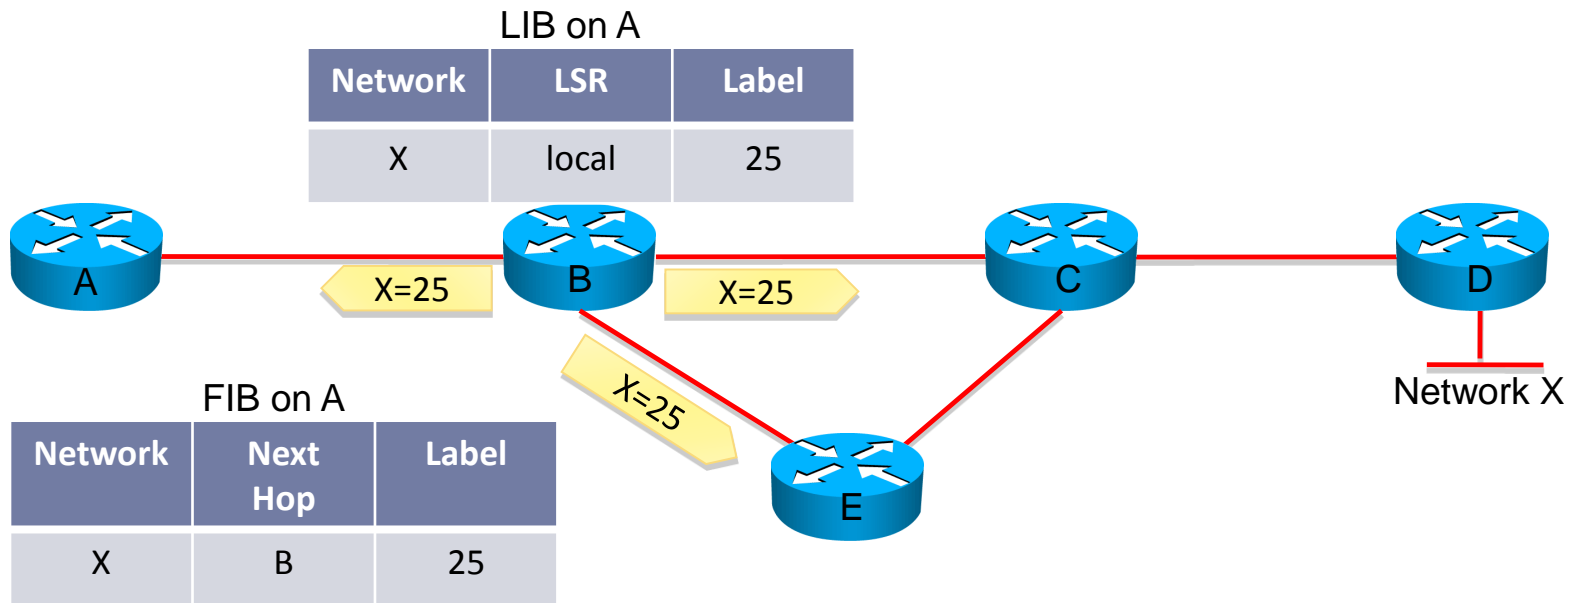 LIB on A
Network LSR Label
X local 25
A
B
C
D
X=25
X=25
X=25
Network X
FIB on A
Network Next Hop Label
X B 25
E